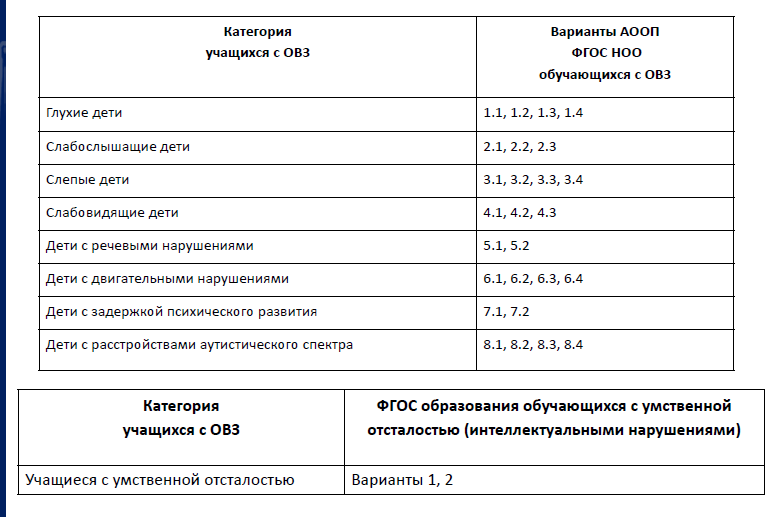 Категория
учащихся с ОВЗ
Варианты АООП
ФГОС НОО
обучающихся с ОВЗ
Глухие дети
1.1, 1.2, 1.3, 1.4
Слабослышащие дети
2.1, 2.2, 2.3
Слепые дети
3.1, 3.2, 3.3, 3.4
Слабовидящие дети
4.1, 4.2, 4.3
Дети с речевыми нарушениями
5.1, 5.2
Дети с двигательными нарушениями
6.1, 6.2, 6.3, 6.4
Дети с задержкой психического развития
7.1, 7.2
Дети с расстройствами аутистического спектра
8.1, 8.2, 8.3, 8.4
Категория
учащихся с ОВЗ
ФГОС образования обучающихся с умственной
отсталостью (интеллектуальными нарушениями)
Учащиеся с умственной отсталостью
Варианты 1, 2